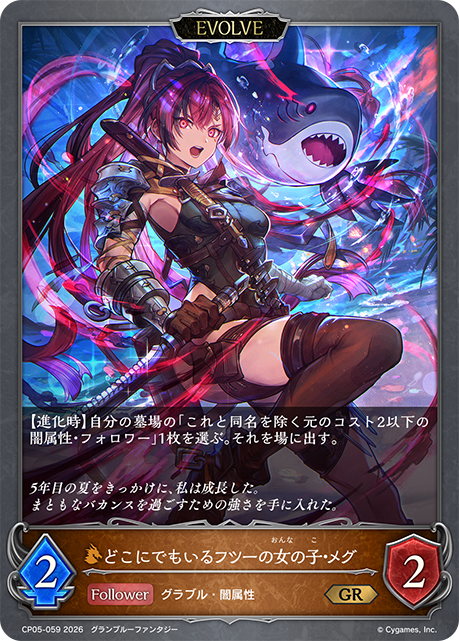 EVOLVE
【進化時】自分の墓場の「これと同名を除く元のコスト2以下の
闇属性・フォロワー」1枚を選ぶ。それを場に出す。
5年目の夏をきっかけに、私は成長した。
まともなバカンスを過ごすための強さを手に入れた。
おんな こ
どこにでもいるフツーの女の子・メグ
2
2
Follower
グラブル・闇属性
GR
CP05-059 2026 グランブルーファンタジー
© Cygames, Inc.